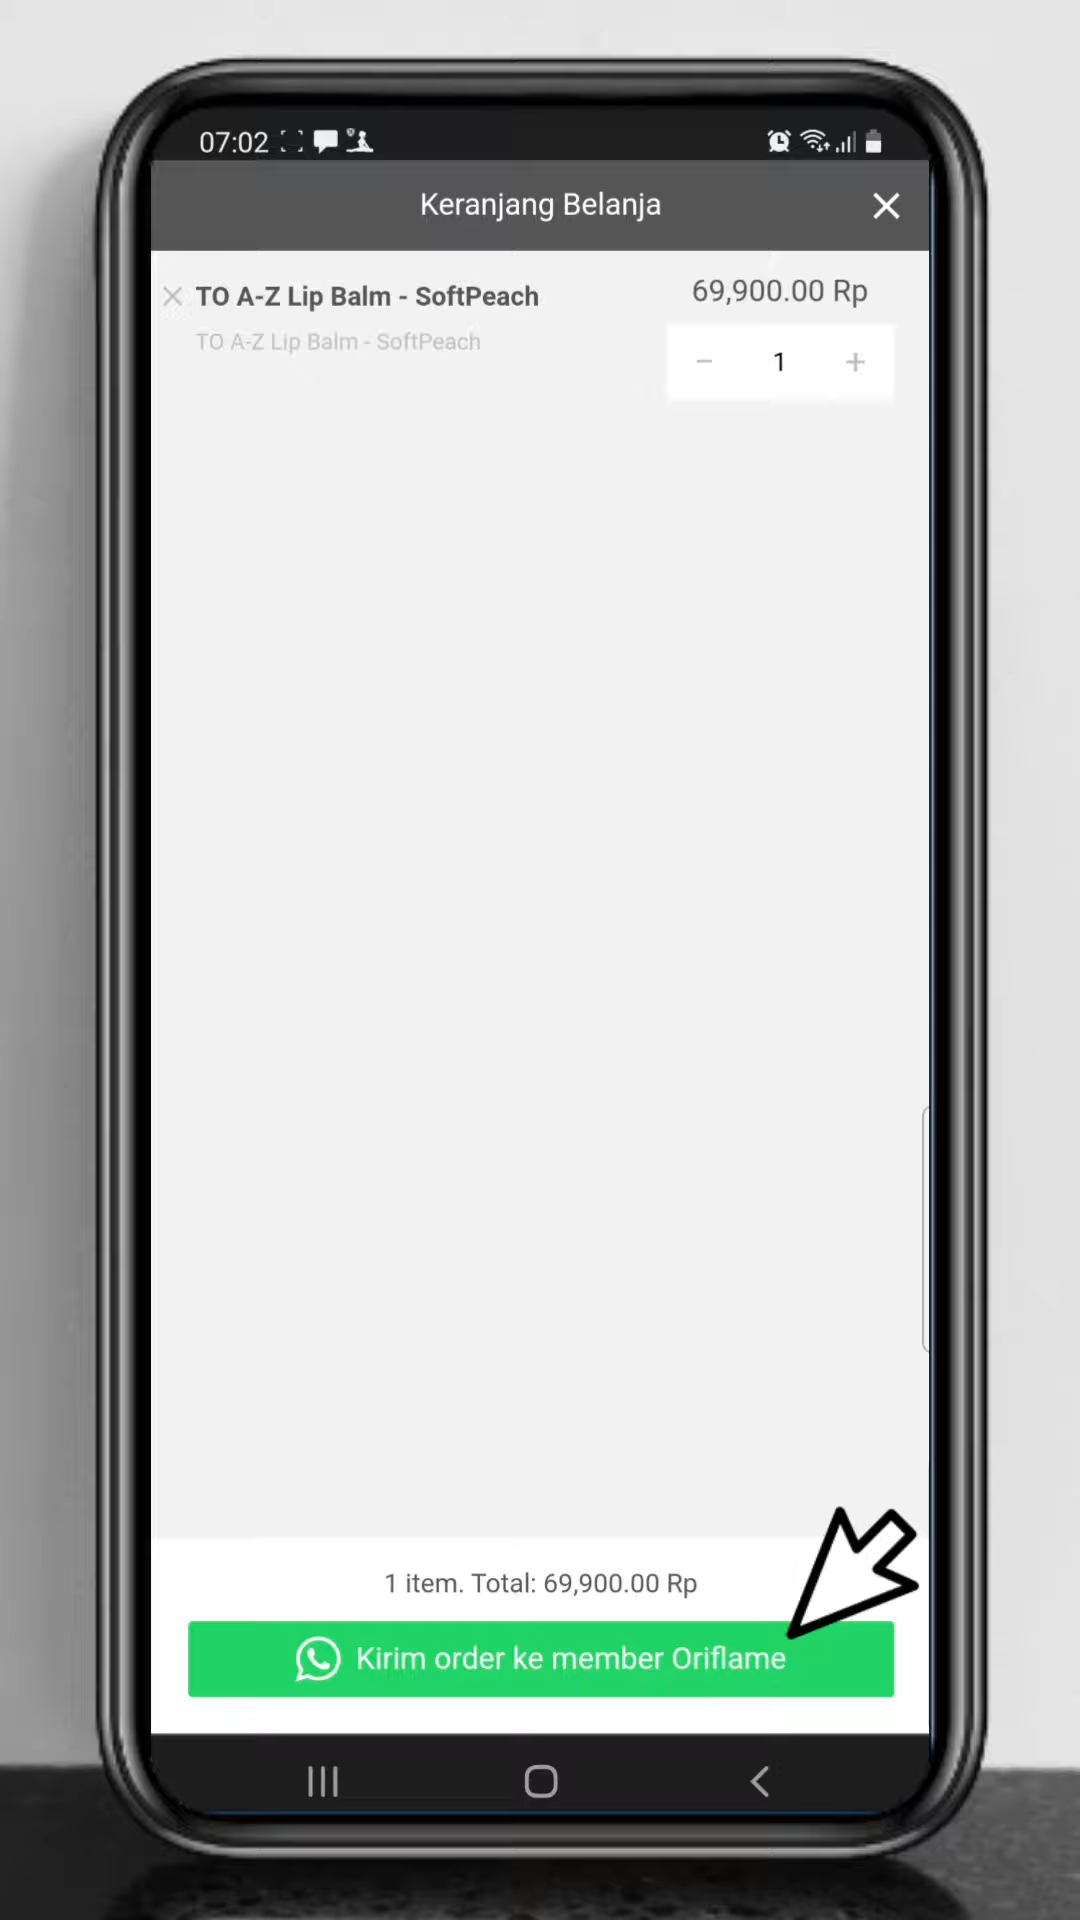 07:02
Keranjang Belanja
TO A-Z Lip Balm - SoftPeach
69,900.00 Rp
TO A-Z Lip Balm - SoftPeach
1
1 item. Total: 69,900.00 Rp
Kirim order ke member Oriflame